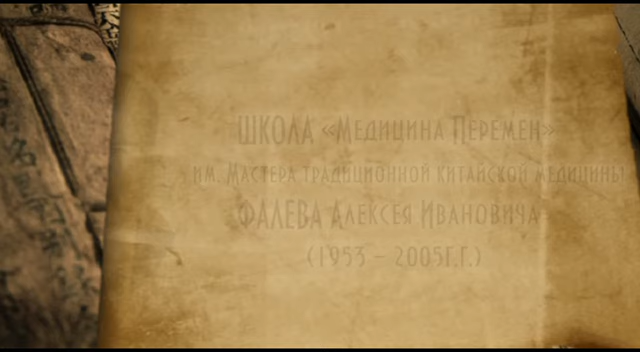 ШКОЛА «МЕДИЦИНА ПЕРЕМЕН»
ИМ. МАСТЕРА ТРАДИЦИОННОЙ КИТАЙСКОЙ МЕДИЦИНЫ
ФАЛЕВА АЛЕКСЕЯ ИВАНОВИЧА
(1953 – 2005Г.Г.)